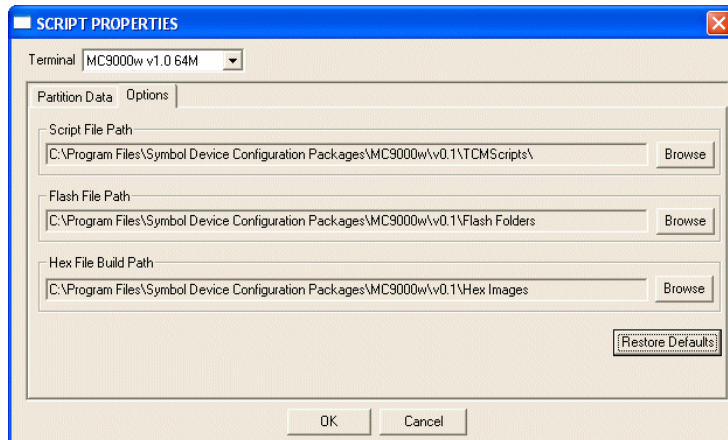 SCRIPT PROPERTIES
Terminal MC9000w v1.0 64M
Partition Data Options
Script File Path
C:\Program Files\Symbol Device Configuration Packages\MC9000w\v0.1\TCMScripts\ Browse
Flash File Path
C:\Program Files\Symbol Device Configuration Packages\MC9000w\v0.1\Flash Folders Browse
Hex File Build Path
C:\Program Files\Symbol Device Configuration Packages\MC9000w\v0.1\Hex Images Browse
Restore Defaults
OK Cancel